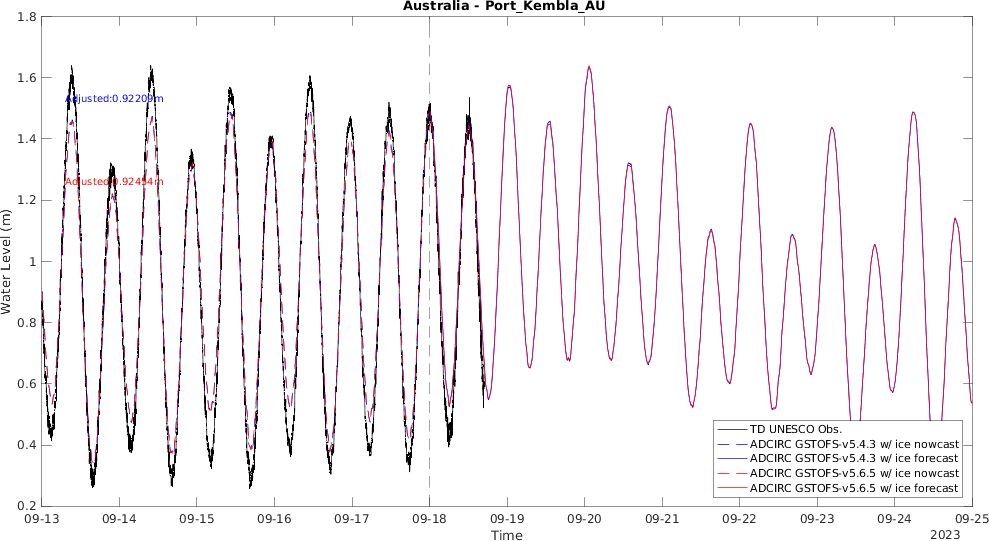 Australia - Port_Kembla_AU
Water Level (m)
1.8
1.6
1.4
1.2
1
0.8
0.6
0.4
0.2
Adjusted:0.92209m
Adjusted:0.92454m
TD UNESCO Obs.
ADCIRC GSTOFS-v5.4.3 w/ ice nowcast
ADCIRC GSTOFS-v5.4.3 w/ ice forecast
ADCIRC GSTOFS-v5.6.5 w/ ice nowcast
ADCIRC GSTOFS-v5.6.5 w/ ice forecast
09-13 09-14 09-15 09-16 09-17 09-18 09-19 09-20 09-21 09-22 09-23 09-24 09-25
Time
2023